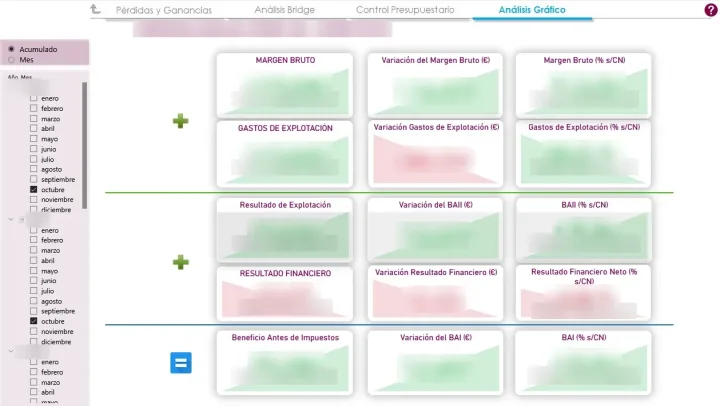 Pérdidas y Ganancias
Análisis Bridge
Control Presupuestario
Análisis Gráfico
?
Acumulado
Mes
Año, Mes
enero
febrero
marzo
abril
mayo
junio
julio
agosto
septiembre
octubre
noviembre
diciembre
enero
febrero
marzo
abril
mayo
junio
julio
agosto
septiembre
octubre
noviembre
diciembre
enero
febrero
marzo
abril
mayo
MARGEN BRUTO
Variación del Margen Bruto (€)
Margen Bruto (% s/CN)
GASTOS DE EXPLOTACIÓN
Variación Gastos de Explotación (€)
Gastos de Explotación (% s/CN)
Resultado de Explotación
Variación del BAII (€)
BAII (% s/CN)
RESULTADO FINANCIERO
Variación Resultado Financiero (€)
Resultado Financiero Neto (%
s/CN)
Beneficio Antes de Impuestos
Variación del BAI (€)
BAI (% s/CN)